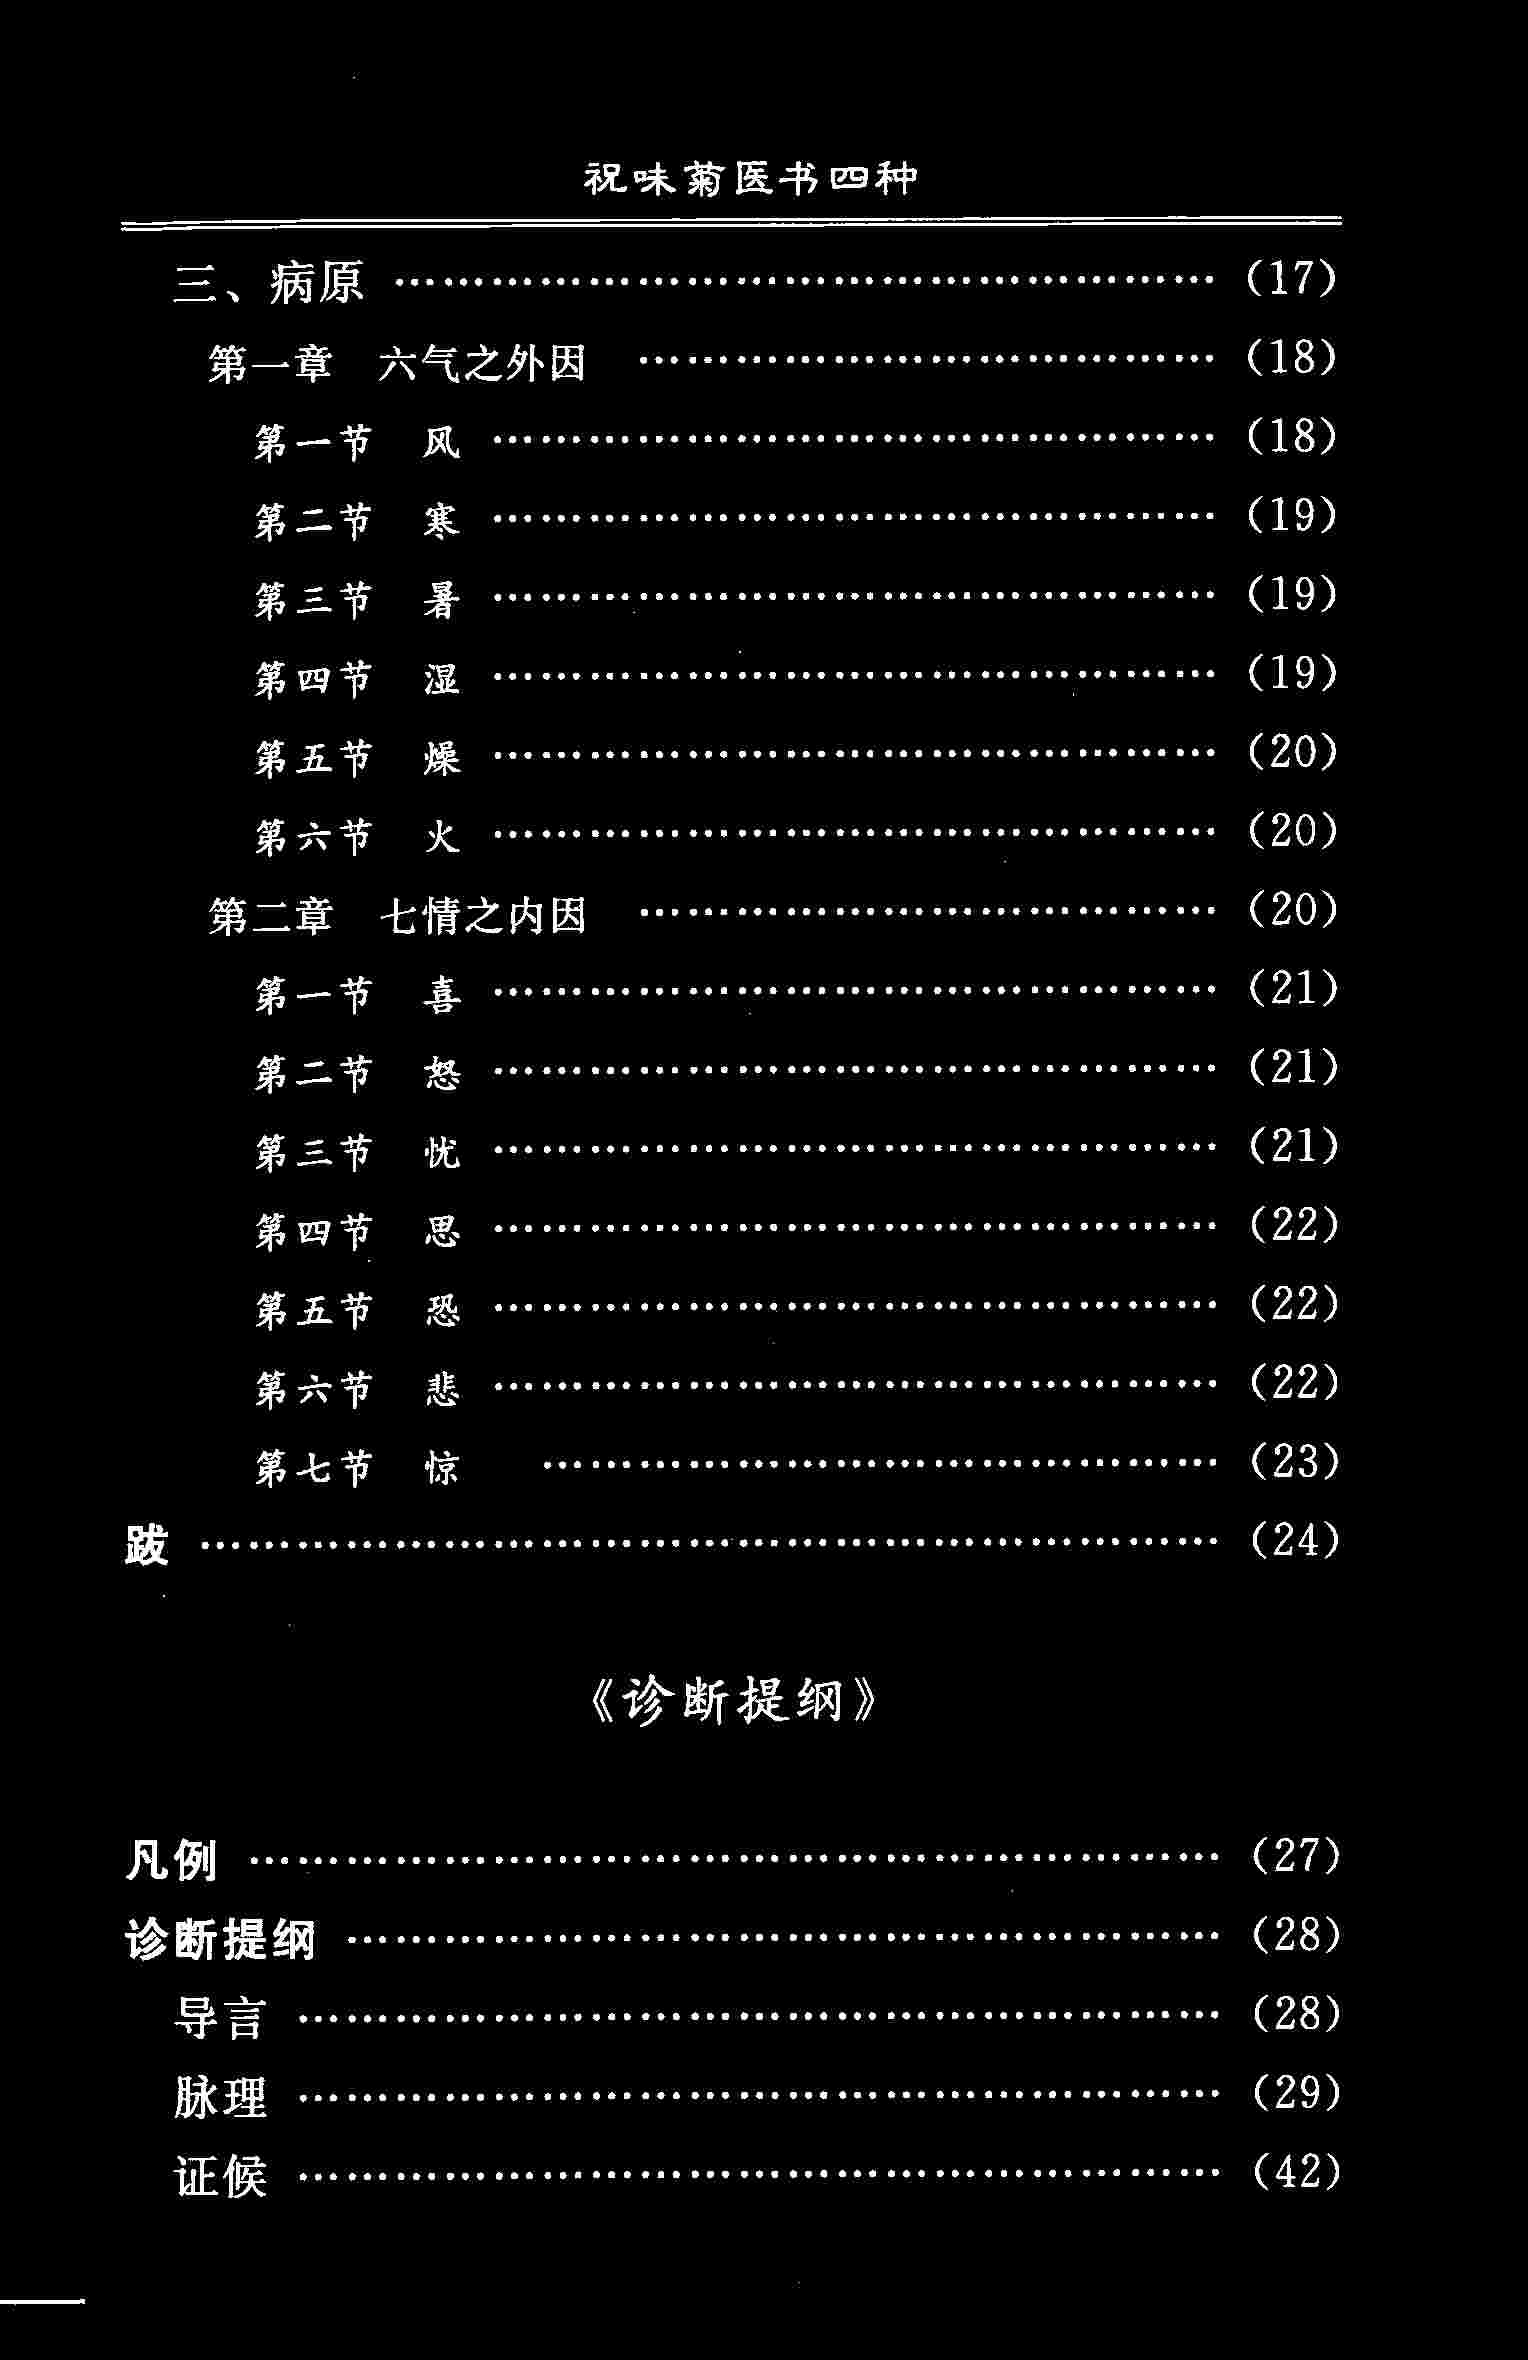 祝味菊医书四种
三、病原 …………………………………………… (17)
第一章　六气之外因 ……………………………… (18)
第一节　风 ……………………………………… (18)
第二节　寒 ……………………………………… (19)
第三节　暑 ……………………………………… (19)
第四节　湿 ……………………………………… (19)
第五节　燥 ……………………………………… (20)
第六节　火 ……………………………………… (20)
第二章　七情之内因 ……………………………… (20)
第一节　喜 ……………………………………… (21)
第二节　怒 ……………………………………… (21)
第三节　忧 ……………………………………… (21)
第四节　思 ……………………………………… (22)
第五节　恐 ……………………………………… (22)
第六节　悲 ……………………………………… (22)
第七节　惊 …………………………………… (23)
跋 ……………………………………………………… (24)
《诊断提纲》
凡例 …………………………………………………… (27)
诊断提纲 ……………………………………………… (28)
导言 ………………………………………………… (28)
脉理 ………………………………………………… (29)
证候 ………………………………………………… (42)